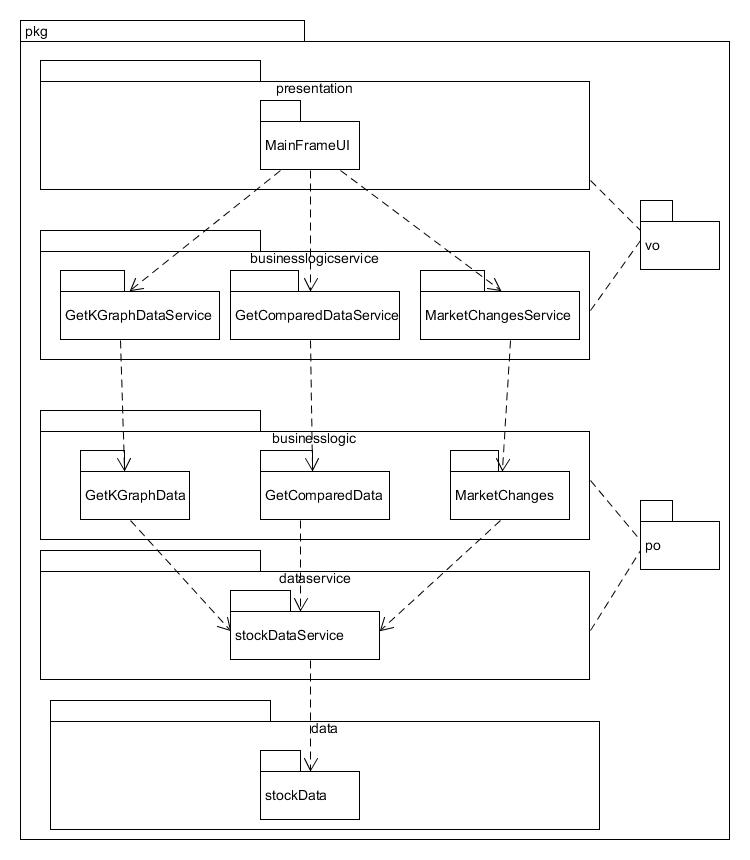 pkg
presentation
MainFrameUI
vo
businesslogicservice
GetKGraphDataService
GetComparedDataService
MarketChangesService
businesslogic
GetKGraphData
GetComparedData
MarketChanges
po
dataservice
stockDataService
data
stockData